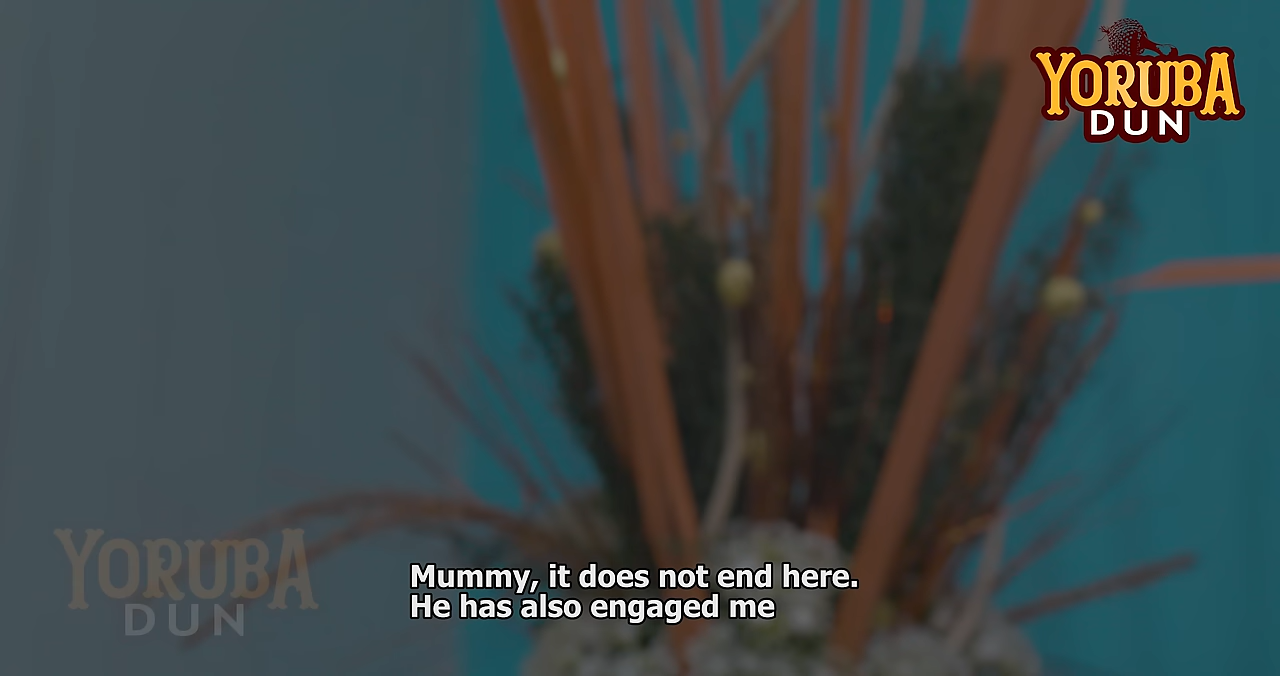 YORUBA
DUN
YORUBA
DUN
Mummy, it does not end here.
He has also engaged me